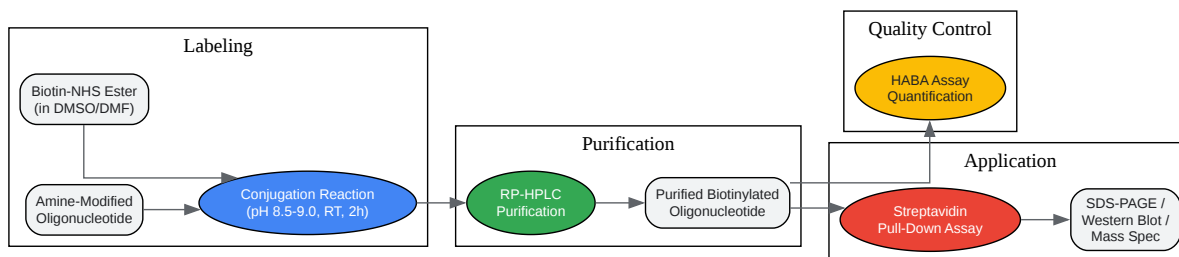 Labeling
Biotin-NHS Ester
(in DMSO/DMF)
Amine-Modified
Oligonucleotide
Conjugation Reaction
(pH 8.5-9.0, RT, 2h)
Purification
RP-HPLC
Purification
Purified Biotinylated
Oligonucleotide
Quality Control
HABA Assay
Quantification
Application
Streptavidin
Pull-Down Assay
SDS-PAGE /
Western Blot /
Mass Spec